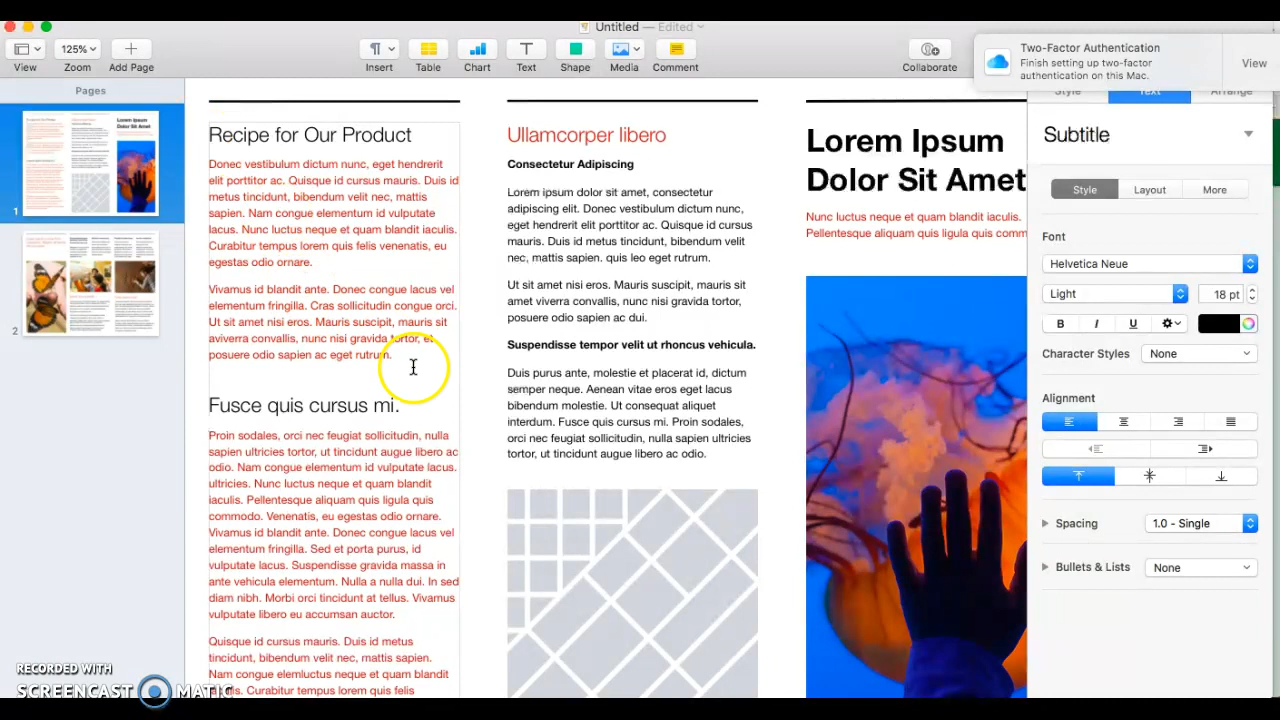 Untitled — Edited
View
125%
Zoom
Add Page
Insert
Table
Chart
Text
Shape
Media
Comment
Collaborate
Two-Factor Authentication
Finish setting up two-factor
authentication on this Mac.
View
Pages
1
2
Recipe for Our Product
Donec vestibulum dictum nunc, eget hendrerit
elit porttitor ac. Quisque id cursus mauris. Duis id
metus tincidunt, bibendum velit nec, mattis
sapien. Nam congue elementum id vulputate
lacus. Nunc luctus neque et quam blandit iaculis.
Curabitur tempus lorem quis felis venenatis, eu
egestas odio ornare.
Vivamus id blandit ante. Donec congue lacus vel
elementum fringilla. Cras sollicitudin congue orci.
Ut sit amet nisi eros. Mauris suscipit, mauris sit
aviverra convallis, nunc nisi gravida tortor, et
posuere odio sapien ac eget rutrum.
Fusce quis cursus mi.
Proin sodales, orci nec feugiat sollicitudin, nulla
sapien ultricies tortor, ut tincidunt augue libero ac
odio. Nam congue elementum id vulputate lacus.
ultricies. Nunc luctus neque et quam blandit
iaculis. Pellentesque aliquam quis ligula quis
commodo. Venenatis, eu egestas odio ornare.
Vivamus id blandit ante. Donec congue lacus vel
elementum fringilla. Sed et porta purus, id
vulputate lacus. Suspendisse gravida massa in
ante vehicula elementum. Nulla a nulla dui. In sed
diam nibh. Morbi orci tincidunt at tellus. Vivamus
vulputate libero eu accumsan auctor.
Quisque id cursus mauris. Duis id metus
tincidunt, bibendum velit nec, mattis sapien.
Nam congue elemluctus neque et quam blandit
Curabitur tempus lorem quis felis
Ullamcorper libero
Consectetur Adipiscing
Lorem ipsum dolor sit amet, consectetur
adipiscing elit. Donec vestibulum dictum nunc,
eget hendrerit elit porttitor ac. Quisque id cursus
mauris. Duis id metus tincidunt, bibendum velit
nec, mattis sapien. quis leo eget rutrum.
Ut sit amet nisi eros. Mauris suscipit, mauris sit
amet viverra convallis, nunc nisi gravida tortor,
posuere odio sapien ac dui.
Suspendisse tempor velit ut rhoncus vehicula.
Duis purus ante, molestie et placerat id, dictum
semper neque. Aenean vitae eros eget lacus
bibendum molestie. Ut consequat aliquet
interdum. Fusce quis cursus mi. Proin sodales,
orci nec feugiat sollicitudin, nulla sapien ultricies
tortor, ut tincidunt augue libero ac odio.
Lorem Ipsum
Dolor Sit Amet
Nunc luctus neque et quam blandit iaculis.
Pellentesque aliquam quis ligula quis comm
Style
Text
Arrange
Subtitle
Style
Layout
More
Font
Helvetica Neue
Light
18 pt
B
I
U
Character Styles
None
Alignment
Spacing
1.0 - Single
Bullets & Lists
None
RECORDED WITH
SCREENCAST MATIC